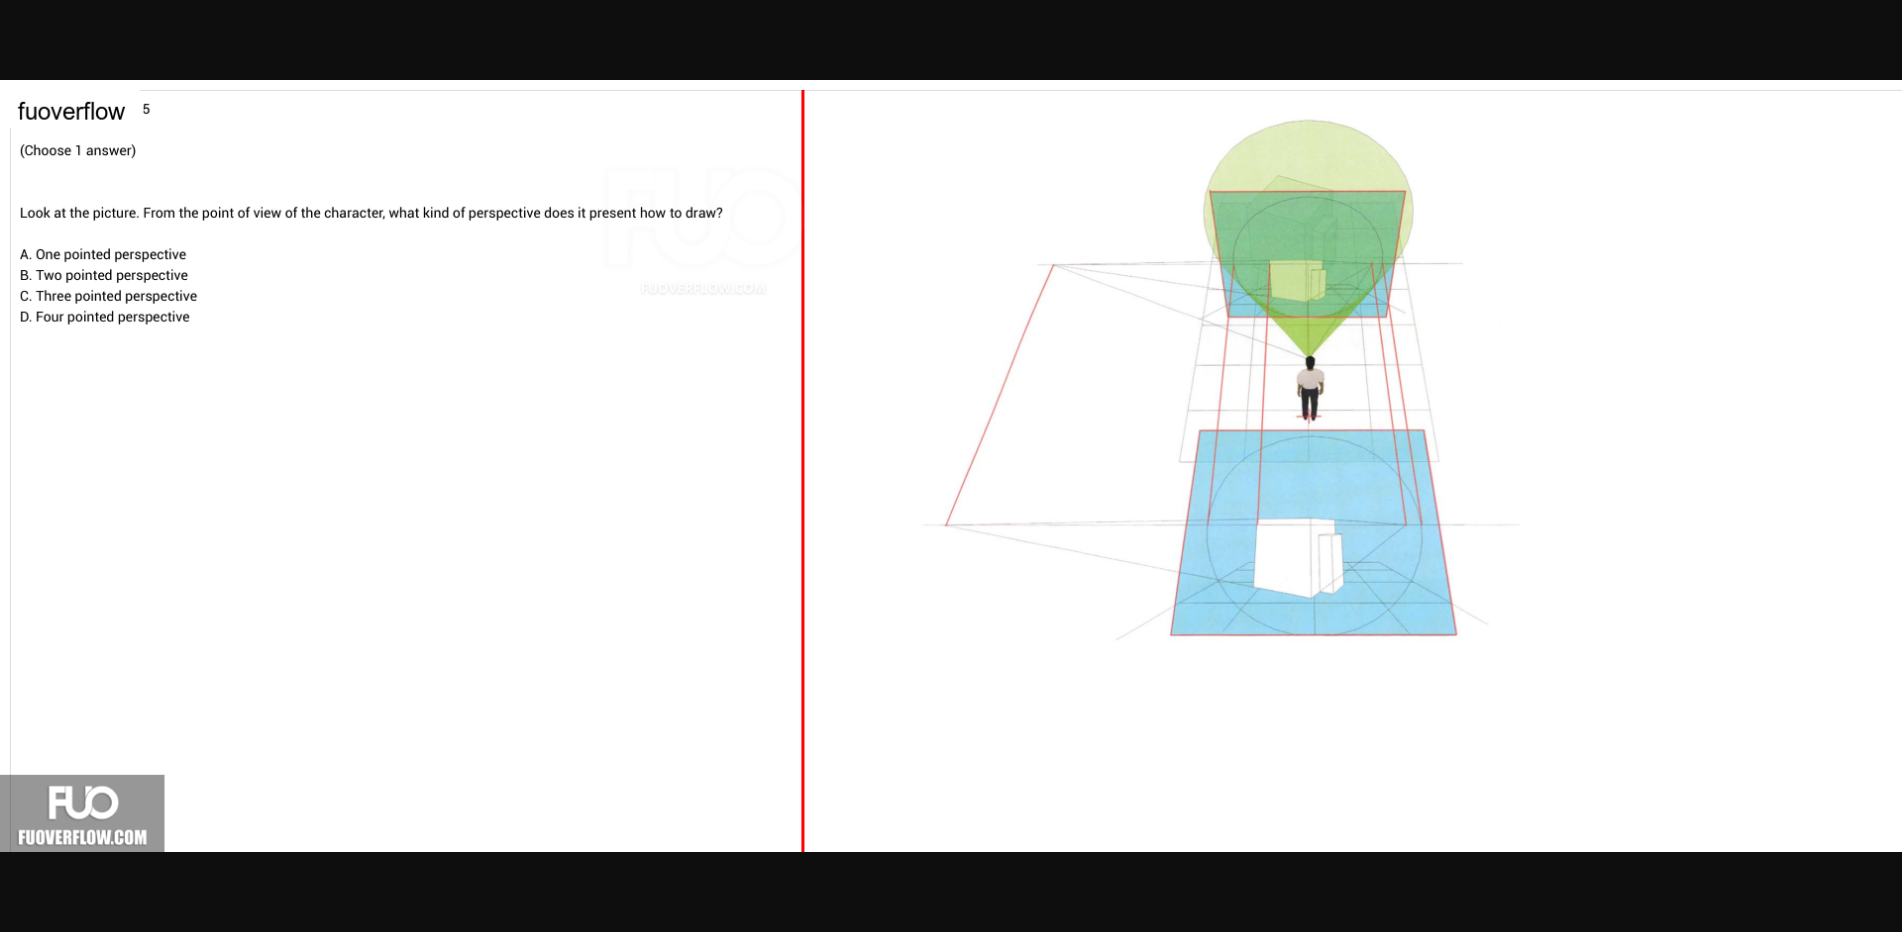 fuoverflow 5
(Choose 1 answer)
Look at the picture. From the point of view of the character, what kind of perspective does it present how to draw?
A. One pointed perspective
B. Two pointed perspective
C. Three pointed perspective
D. Four pointed perspective
FUO
FUOVERFLOW.COM
FUO
FUOVERFLOW.COM